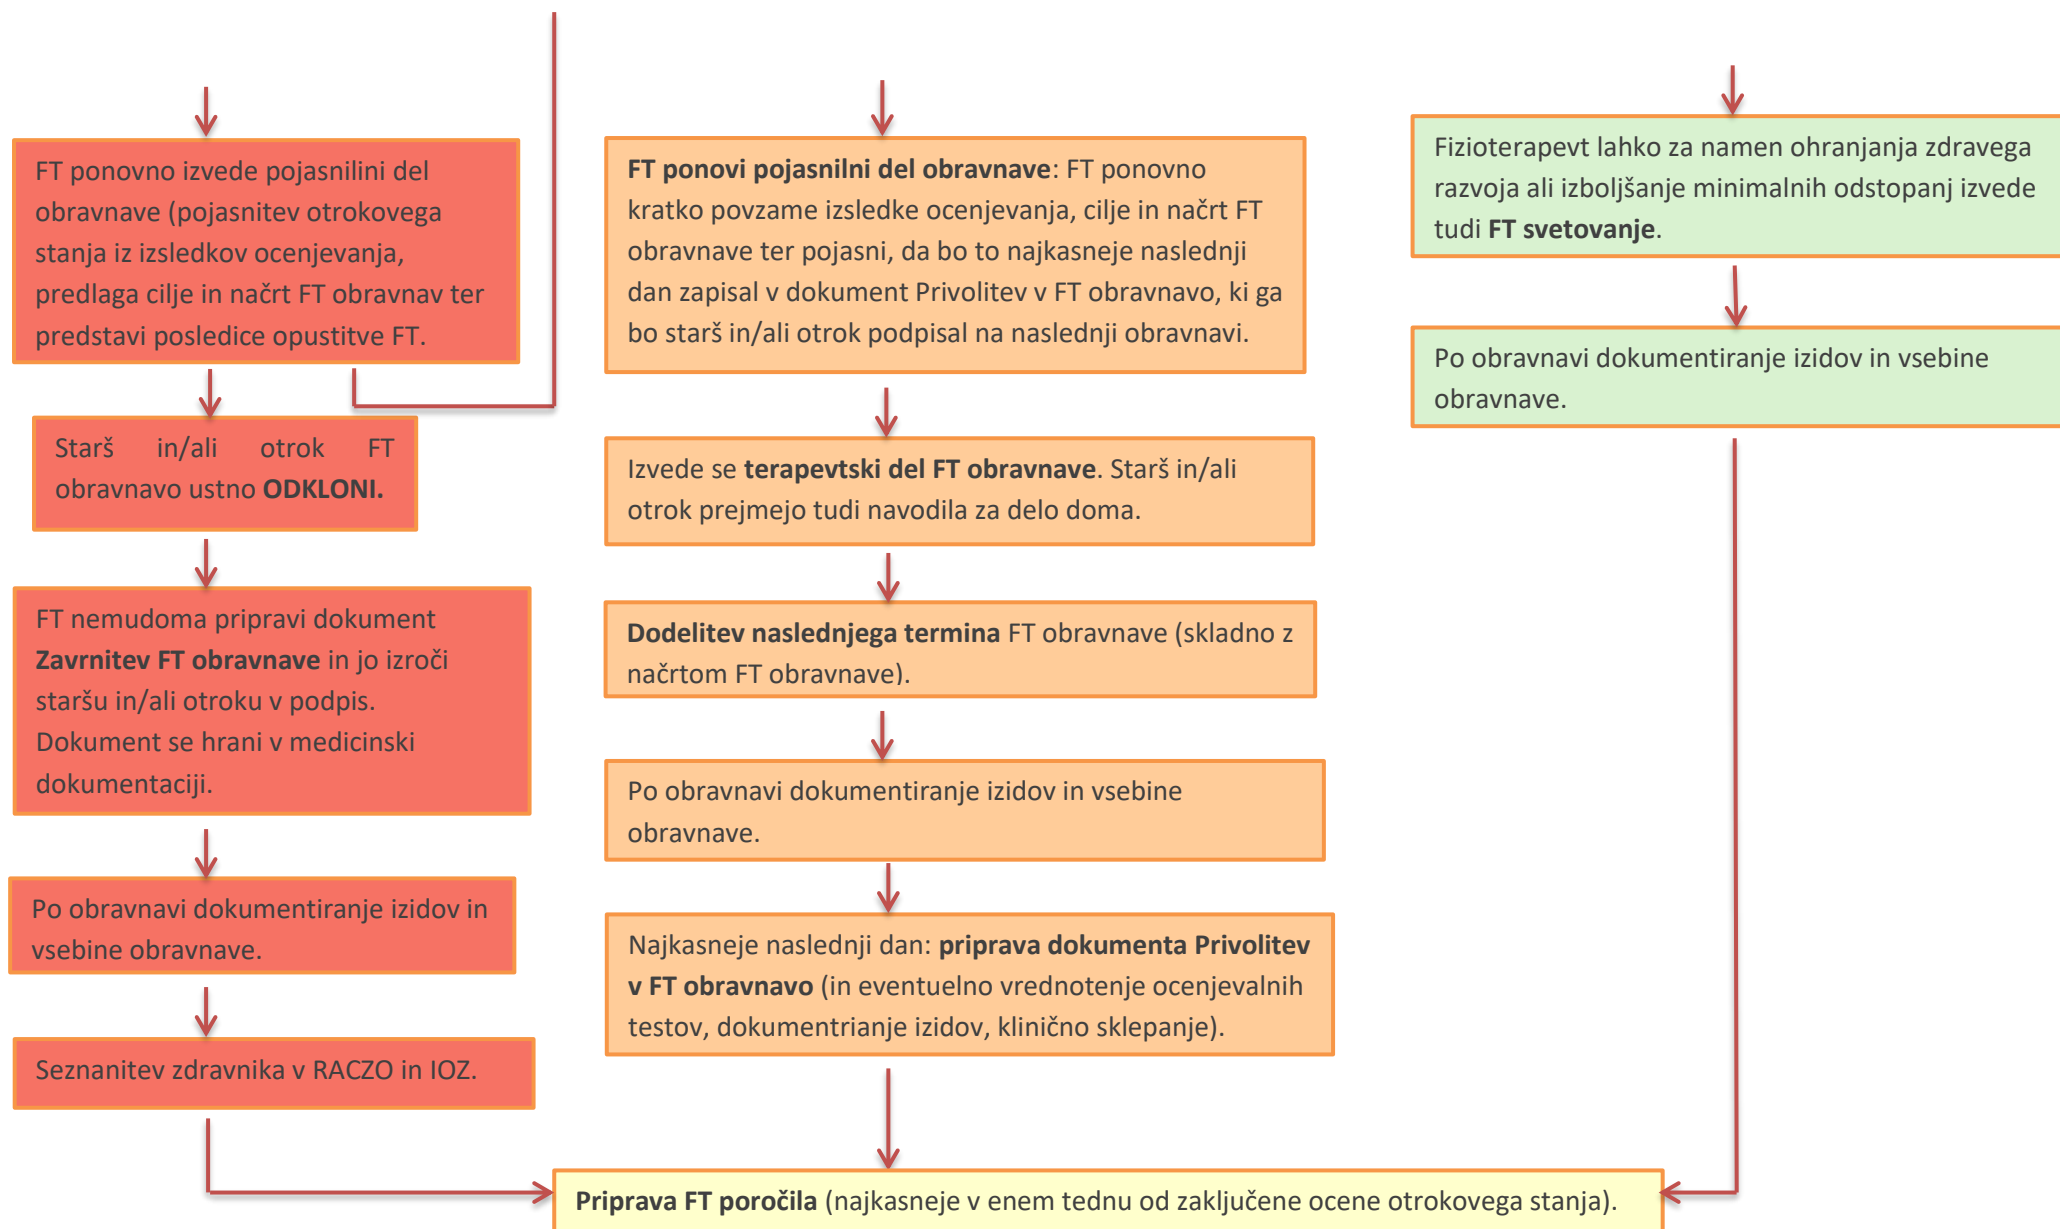 FT ponovno izvede pojasnilini del
obravnave (pojasnitev otrokovega
stanja iz izsledkov ocenjevanja,
predlaga cilje in načrt FT obravnav ter
predstavi posledice opustitve FT.
Starš in/ali otrok FT
obravnavo ustno ODKLONI.
FT nemudoma pripravi dokument
Zavrnitev FT obravnave in jo izroči
staršu in/ali otroku v podpis.
Dokument se hrani v medicinski
dokumentaciji.
Po obravnavi dokumentiranje izidov in
vsebine obravnave.
Seznanitev zdravnika v RACZO in IOZ.
FT ponovi pojasnilni del obravnave: FT ponovno
kratko povzame izsledke ocenjevanja, cilje in načrt FT
obravnave ter pojasni, da bo to najkasneje naslednji
dan zapisal v dokument Privolitev v FT obravnavo, ki ga
bo starš in/ali otrok podpisal na naslednji obravnavi.
Izvede se terapevtski del FT obravnave. Starš in/ali
otrok prejmejo tudi navodila za delo doma.
Dodelitev naslednjega termina FT obravnave (skladno z
načrtom FT obravnave).
Po obravnavi dokumentiranje izidov in vsebine
obravnave.
Najkasneje naslednji dan: priprava dokumenta Privolitev
v FT obravnavo (in eventuelno vrednotenje ocenjevalnih
testov, dokumentrianje izidov, klinično sklepanje).
Fizioterapevt lahko za namen ohranjanja zdravega
razvoja ali izboljšanje minimalnih odstopanj izvede
tudi FT svetovanje.
Po obravnavi dokumentiranje izidov in vsebine
obravnave.
Priprava FT poročila (najkasneje v enem tednu od zaključene ocene otrokovega stanja).